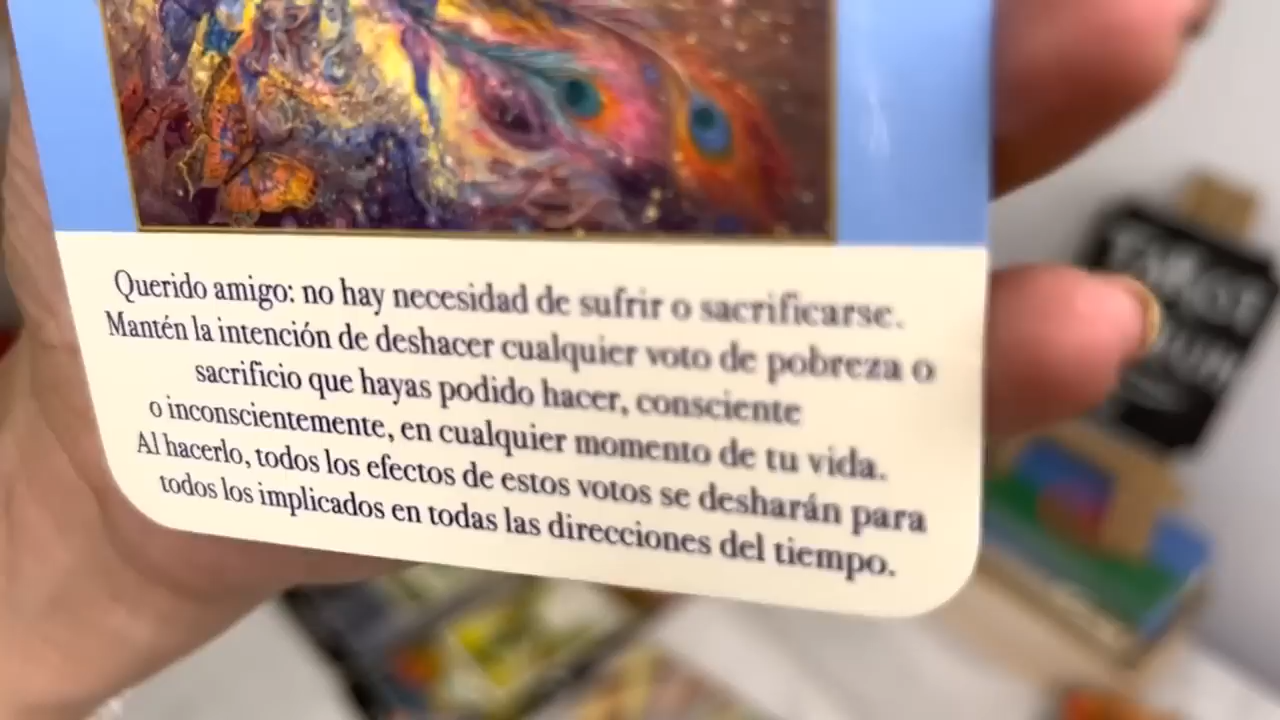 Querido amigo: no hay necesidad de sufrir o sacrificarse.
Mantén la intención de deshacer cualquier voto de pobreza o
sacrificio que hayas podido hacer, consciente
o inconscientemente, en cualquier momento de tu vida.
Al hacerlo, todos los efectos de estos votos se desharán para
todos los implicados en todas las direcciones del tiempo.
TAROT